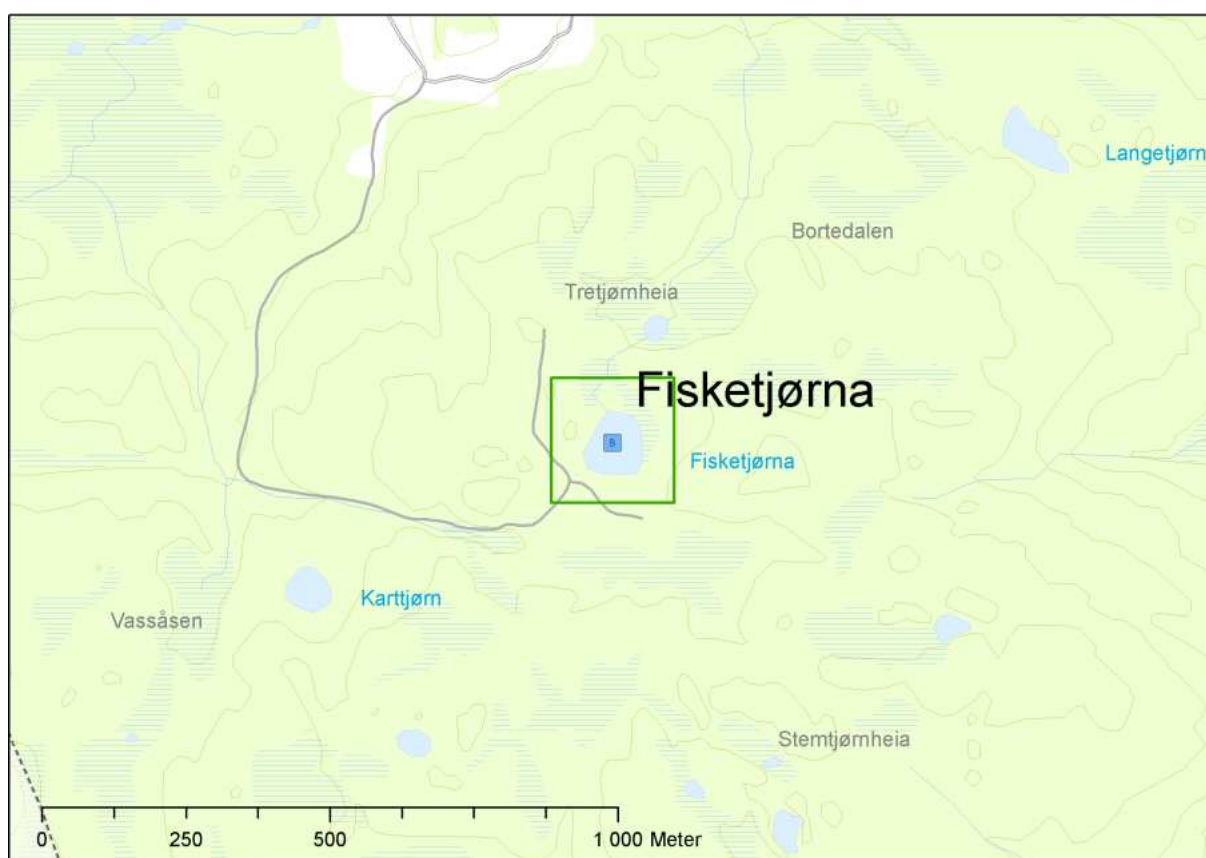 Langetjørn
Bortedalen
Tretjørnheia
Fisketjørna
B
Fisketjørna
Karttjørn
Vassåsen
Stemtjørnheia
0 250 500 1 000 Meter